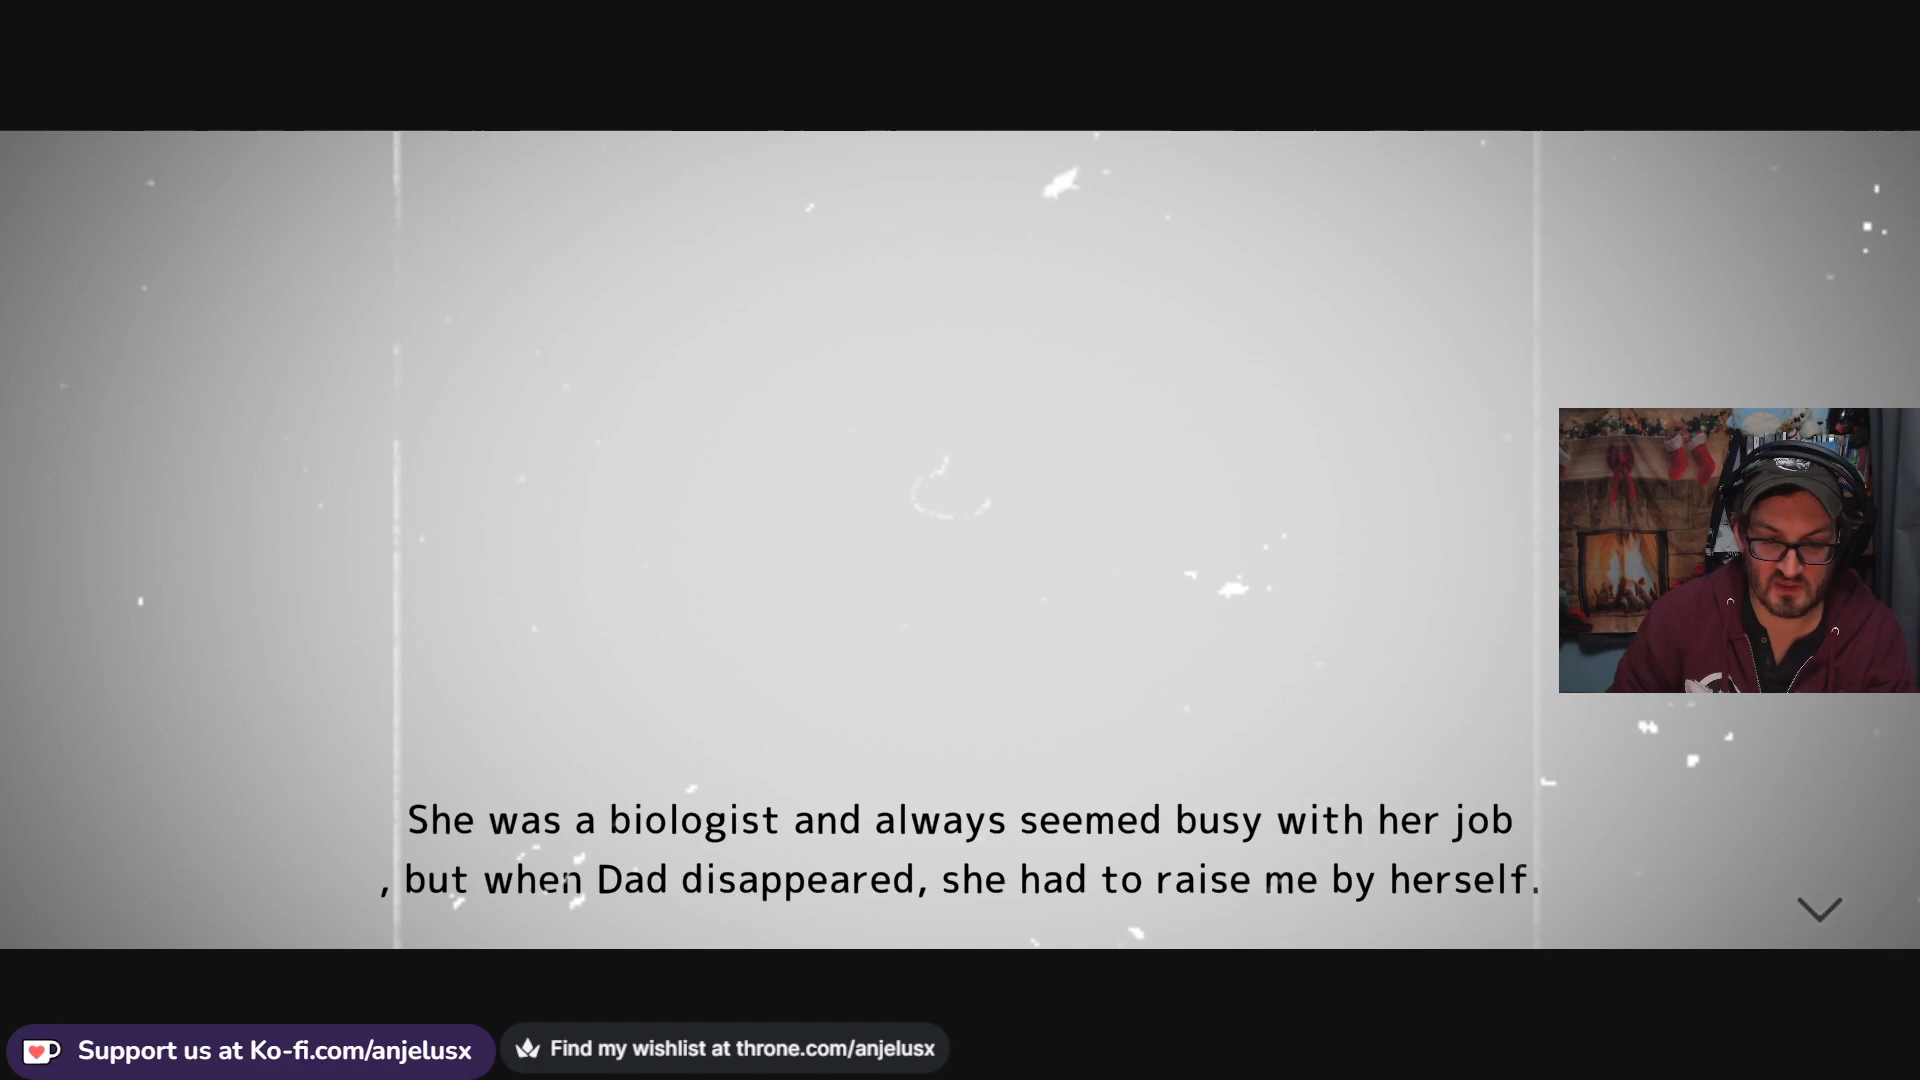 She was a biologist and always seemed busy with her job
, but when Dad disappeared, she had to raise me by herself.
Support us at Ko-fi.com/anjelusx
Find my wishlist at throne.com/anjelusx